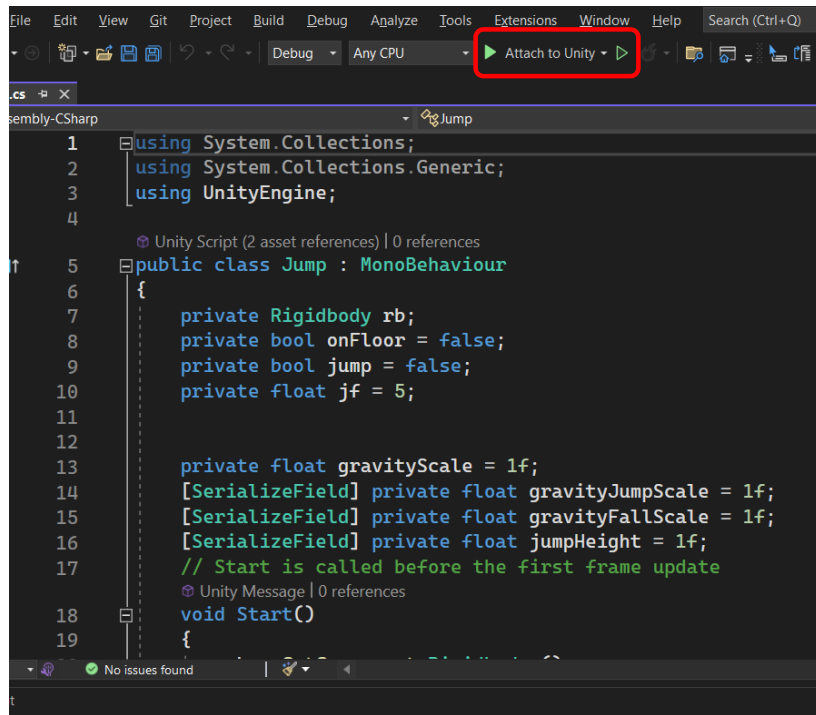 File Edit View Git Project Build Debug Analyze Tools Extensions Window Help Search (Ctrl+Q)
Debug Any CPU Attach to Unity
.cs
sembly-CSharp Jump
1 using System.Collections;
2 using System.Collections.Generic;
3 using UnityEngine;
4
Unity Script (2 asset references) | 0 references
5 public class Jump : MonoBehaviour
6 {
7 private Rigidbody rb;
8 private bool onFloor = false;
9 private bool jump = false;
10 private float jf = 5;
11
12
13 private float gravityScale = 1f;
14 [SerializeField] private float gravityJumpScale = 1f;
15 [SerializeField] private float gravityFallScale = 1f;
16 [SerializeField] private float jumpHeight = 1f;
17 // Start is called before the first frame update
Unity Message | 0 references
18 void Start()
19 {
No issues found
t